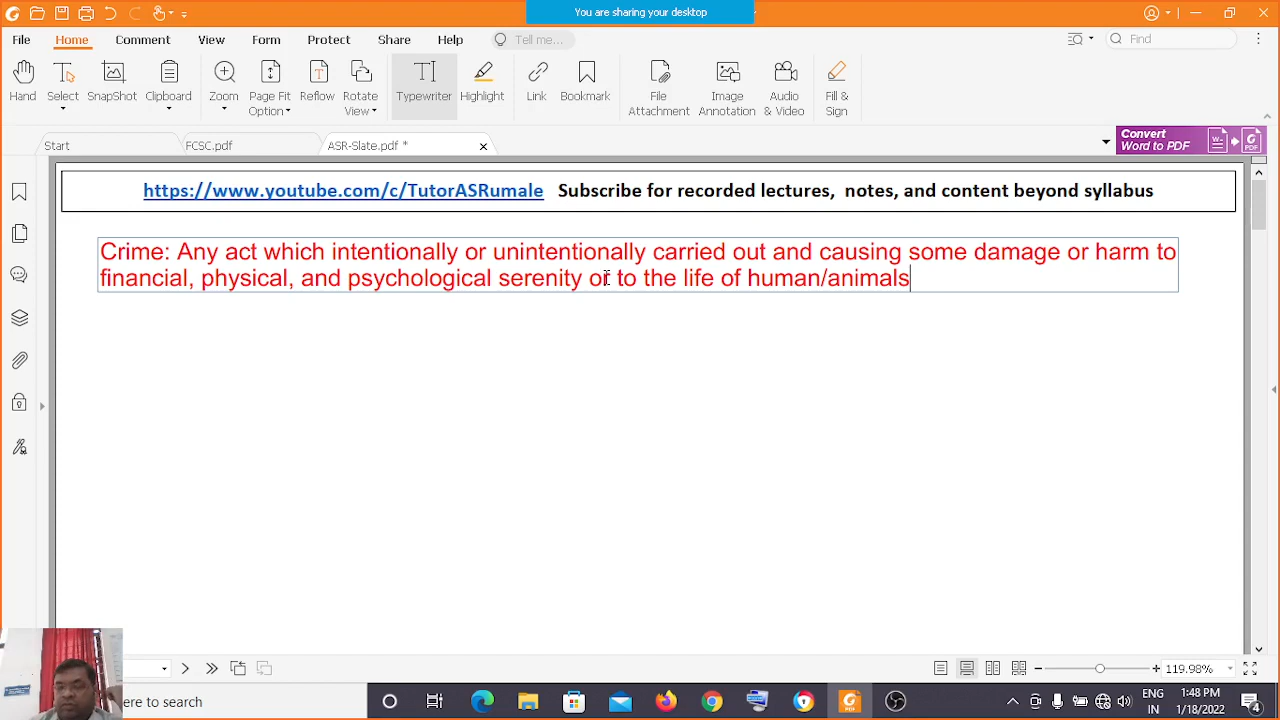 You are sharing your desktop
File Home Comment View Form Protect Share Help Tell me... Find
Hand Select SnapShot Clipboard Zoom Page Fit Option Reflow Rotate View Typewriter Highlight Link Bookmark File Attachment Image Annotation Audio & Video Fill & Sign
Start FCSC.pdf ASR-Slate.pdf * Convert Word to PDF
https://www.youtube.com/c/TutorASRumale Subscribe for recorded lectures, notes, and content beyond syllabus
Crime: Any act which intentionally or unintentionally carried out and causing some damage or harm to
financial, physical, and psychological serenity or to the life of human/animals
119.98%
here to search ENG 1:48 PM
IN 1/18/2022 4